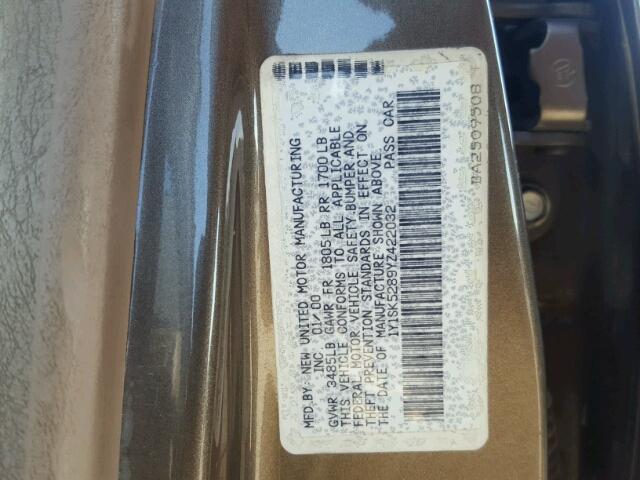 MFD BY NEW UNITED MOTOR MANUFACTURING
INC 01/00
GVWR 3485LB GAWR FR 1805LB RR 1700LB
THIS VEHICLE CONFORMS TO ALL APPLICABLE
FEDERAL MOTOR VEHICLE SAFETY,BUMPER,AND
THEFT PREVENTION STANDARDS IN EFFECT ON
THE DATE OF MANUFACTURE SHOWN ABOVE.
1Y1SK5289YZ422032 PASS CAR
BA2509508